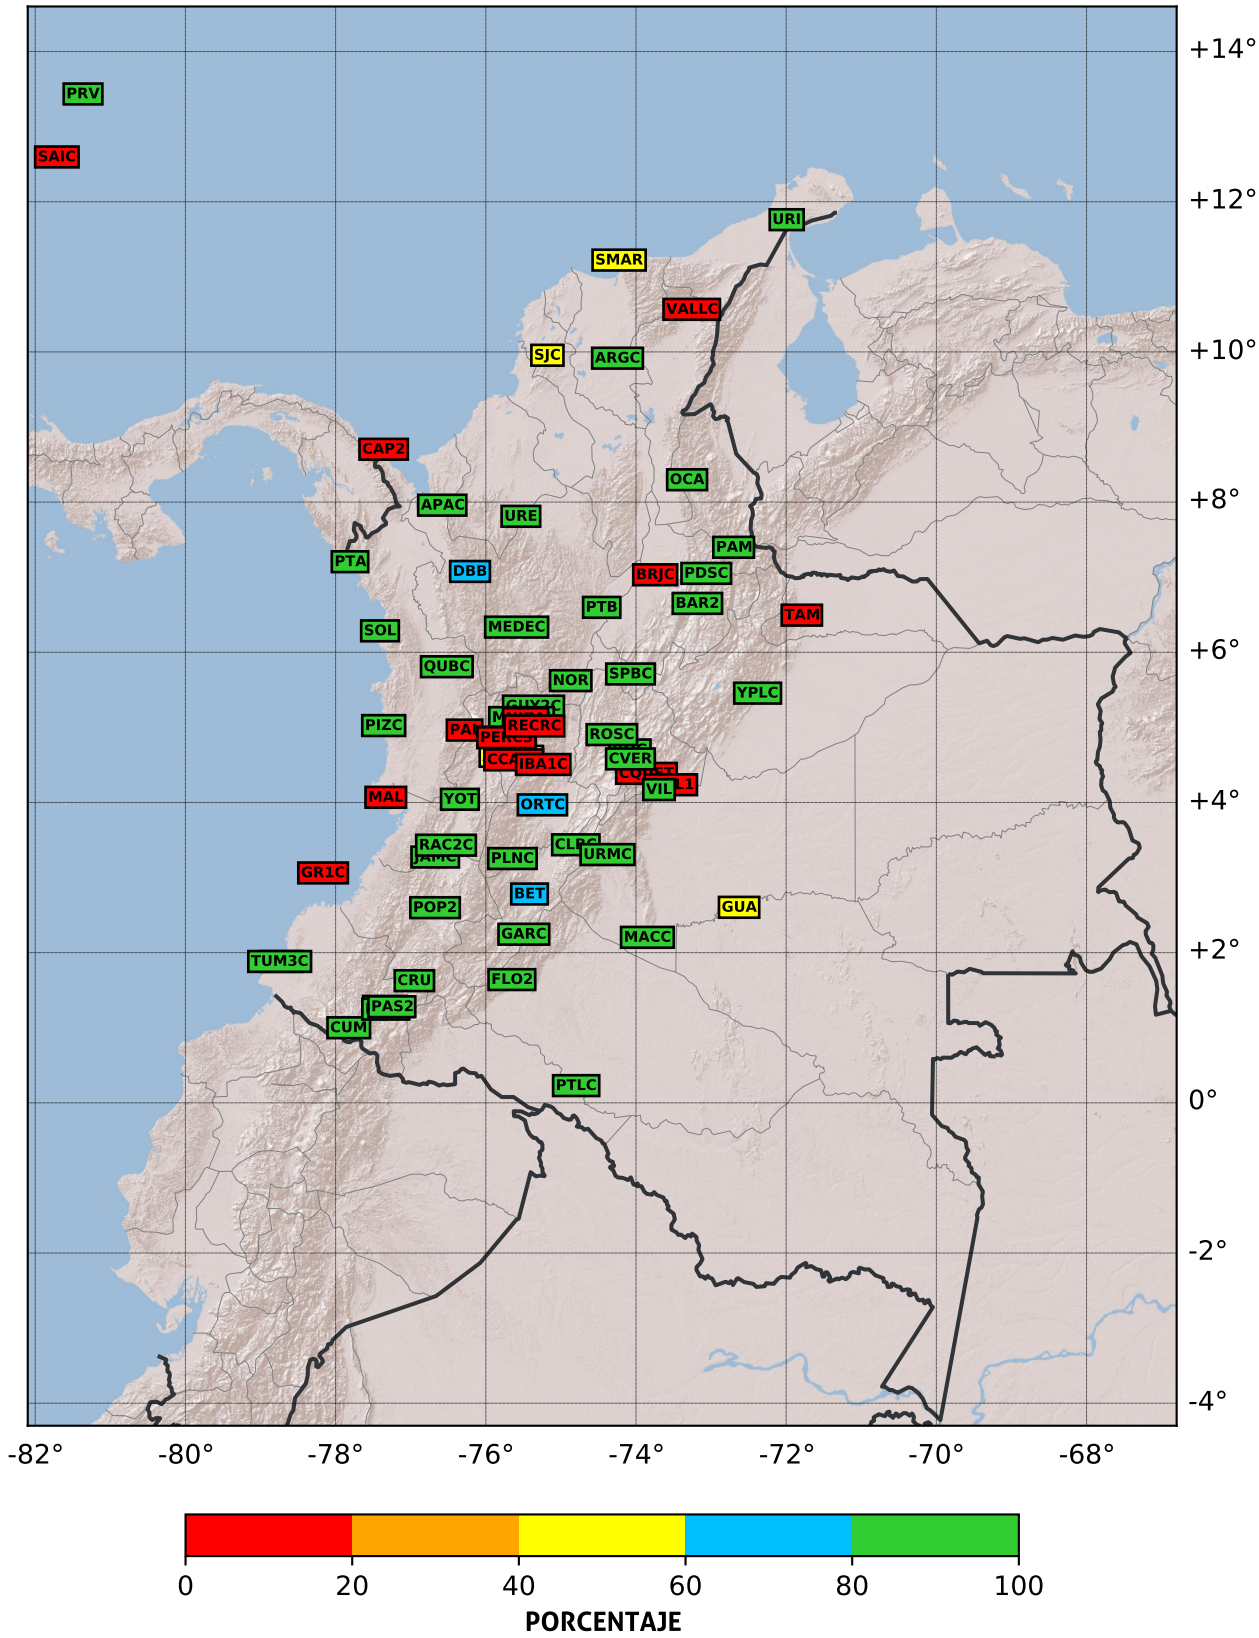 +14°
PRV
SAIC
+12°
URI
SMAR
VALLC
+10°
SJC
ARGC
CAP2
OCA
+8°
APAC
URE
PAM
PTA
DBB
BRJC
PDSC
PTB
BAR2
TAM
MEDEC
SOL
+6°
QUBC
SPBC
NOR
YPLC
GUY2C
PIZC
RECRC
ROSC
CVER
IBA1C
VIL
MAL
YOT
ORTC
+4°
RAC2C
URMC
PLNC
GR1C
BET
POP2
GUA
GARC
MACC
+2°
TUM3C
CRU
FLO2
PAS2
CUM
PTLC
0°
-2°
-4°
-82° -80° -78° -76° -74° -72° -70° -68°
0 20 40 60 80 100
PORCENTAJE